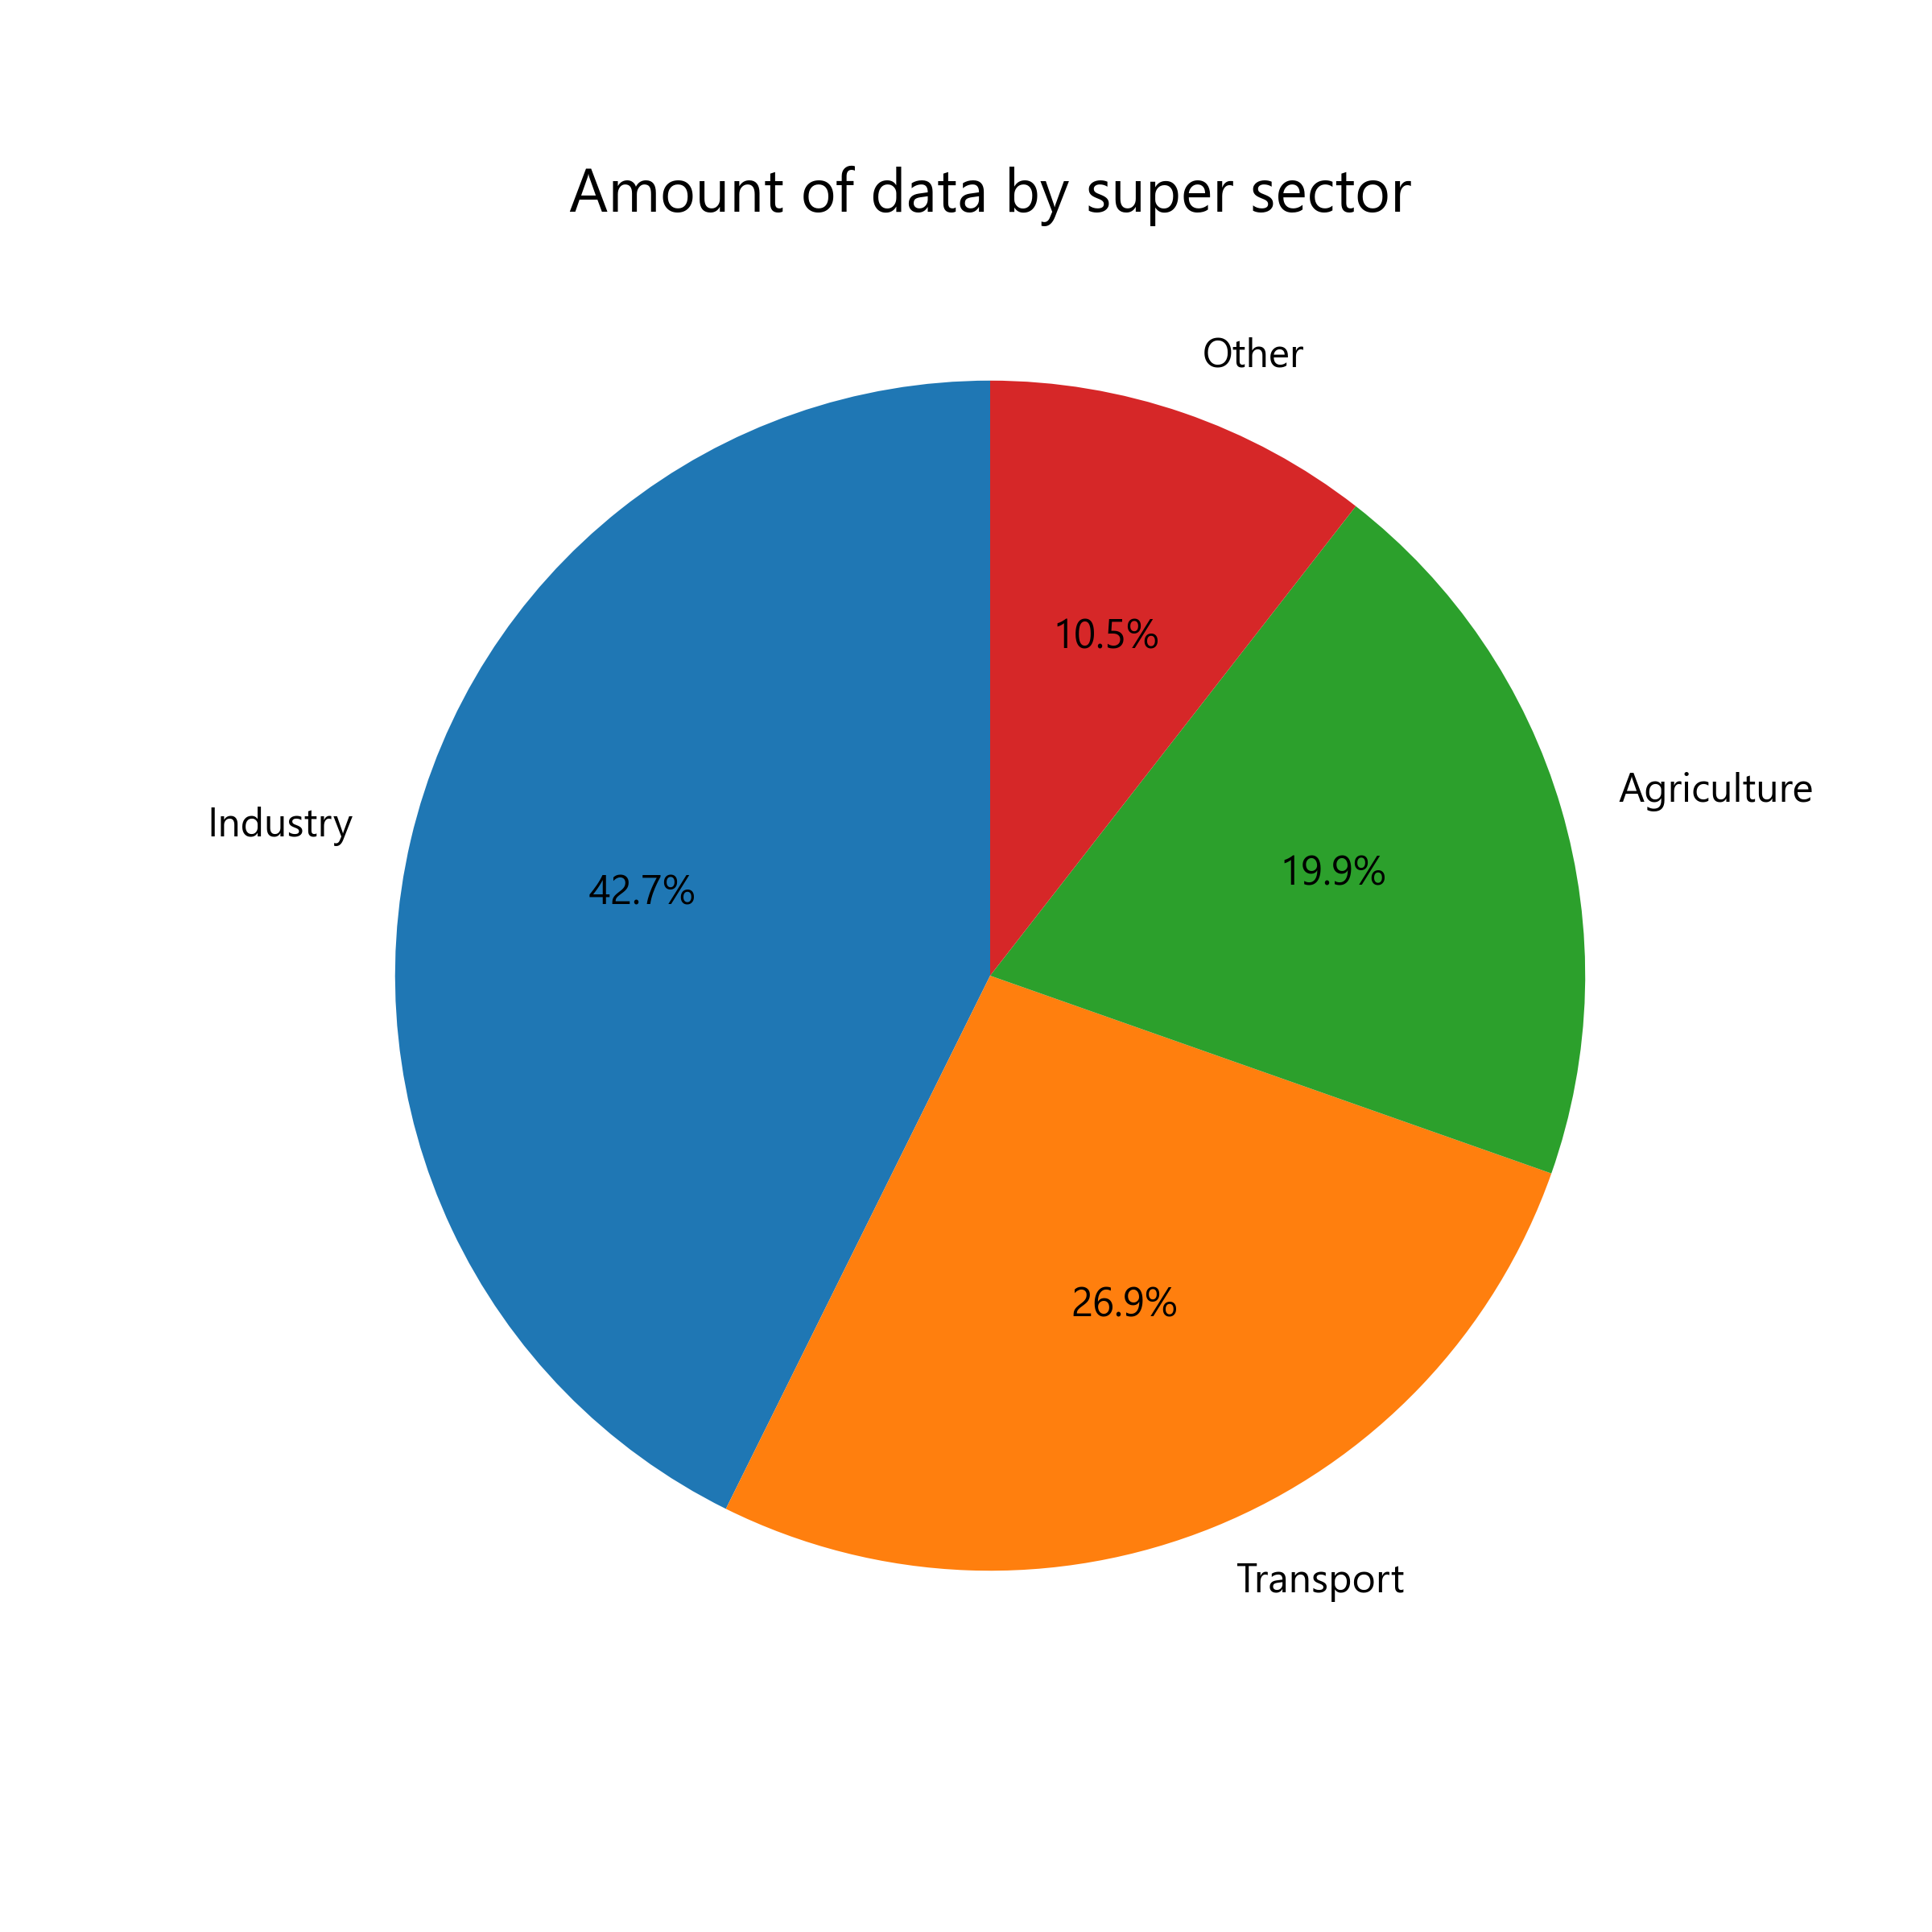 Amount of data by super sector
Other
10.5%
Agriculture
19.9%
Industry
42.7%
26.9%
Transport